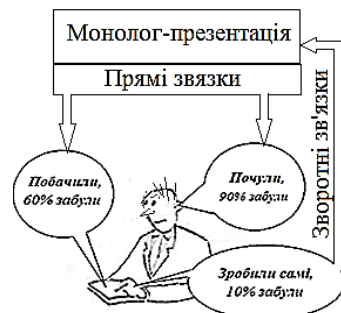 Монолог-презентація
Прямі звязки
Зворотні зв'язки
Побачили,
60% забули
Почули,
90% забули
Зробили самі,
10% забули